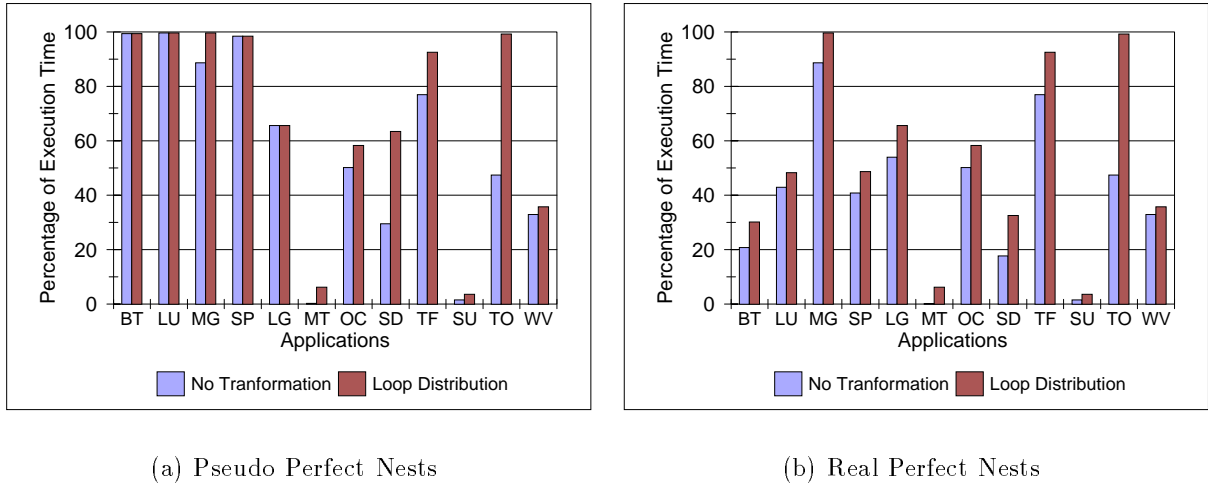 Percentage of Execution Time
100
80
60
40
20
0
BT LU MG SP LG MT OC SD TF SU TO WV
Applications
No Tranformation Loop Distribution
(a) Pseudo Perfect Nests
Percentage of Execution Time
100
80
60
40
20
0
BT LU MG SP LG MT OC SD TF SU TO WV
Applications
No Tranformation Loop Distribution
(b) Real Perfect Nests